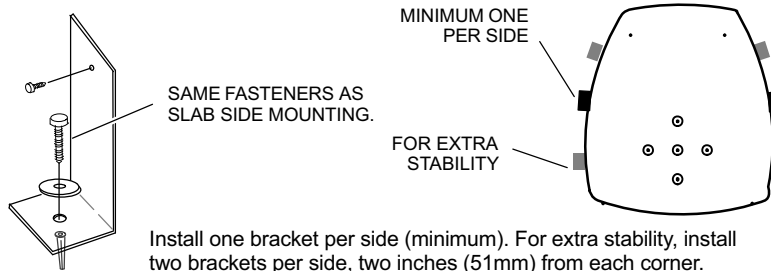 MINIMUM ONE
PER SIDE
SAME FASTENERS AS
SLAB SIDE MOUNTING.
FOR EXTRA
STABILITY
Install one bracket per side (minimum). For extra stability, install
two brackets per side, two inches (51mm) from each corner.